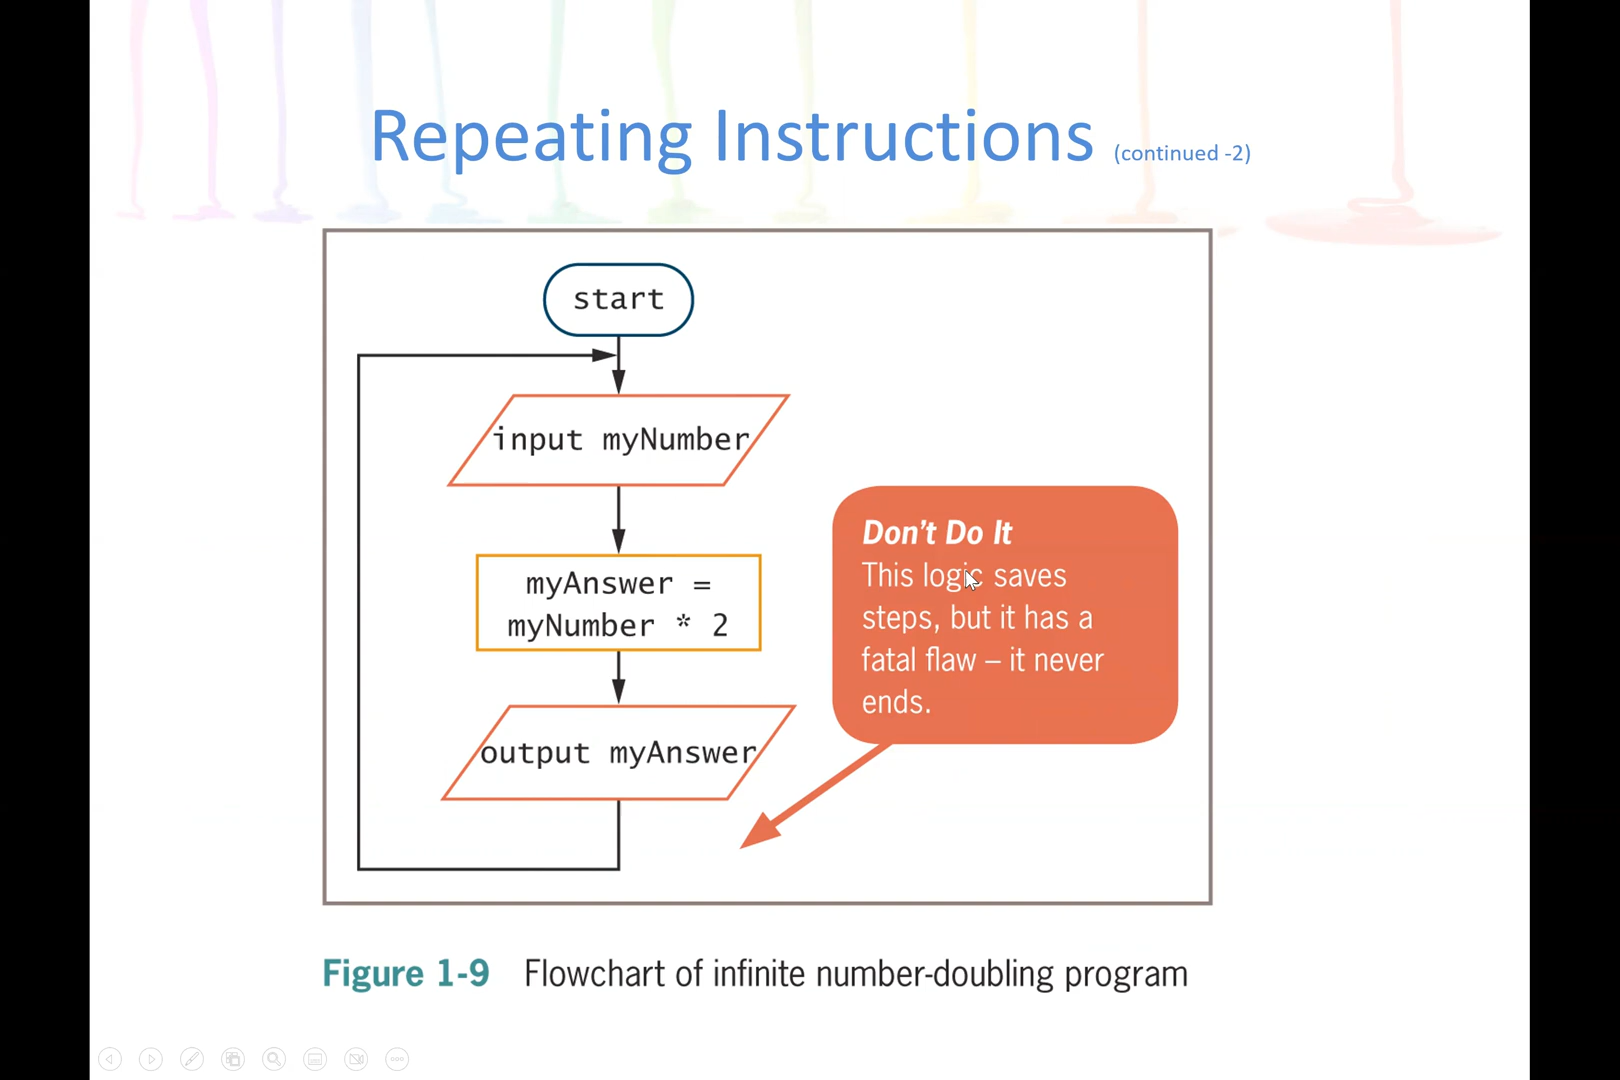 Repeating Instructions (continued -2)
start
input myNumber
myAnswer =
myNumber * 2
output myAnswer
Don't Do It
This logic saves
steps, but it has a
fatal flaw – it never
ends.
Figure 1-9 Flowchart of infinite number-doubling program